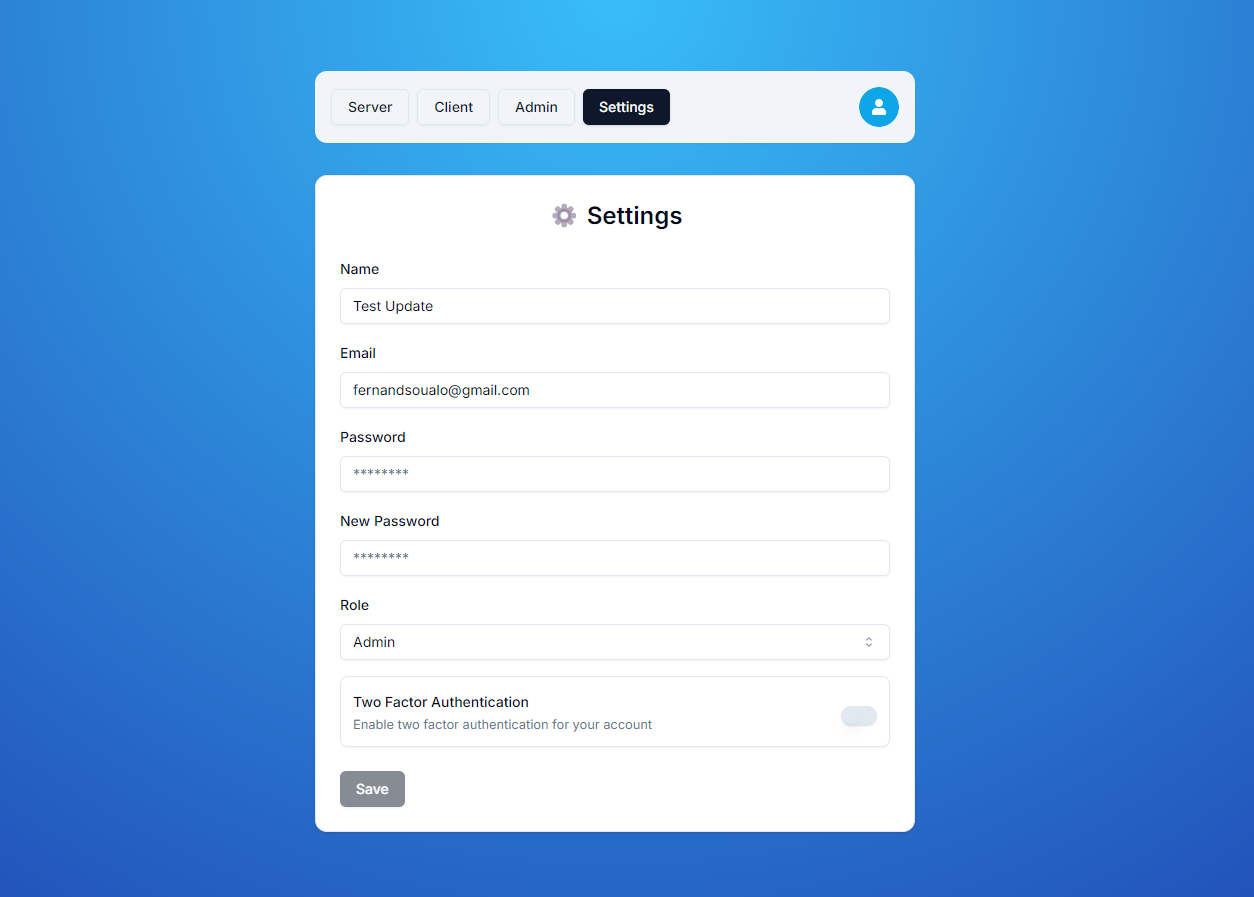 Server Client Admin Settings
Settings
Name
Test Update
Email
fernandsoualo@gmail.com
Password
********
New Password
********
Role
Admin
Two Factor Authentication
Enable two factor authentication for your account
Save